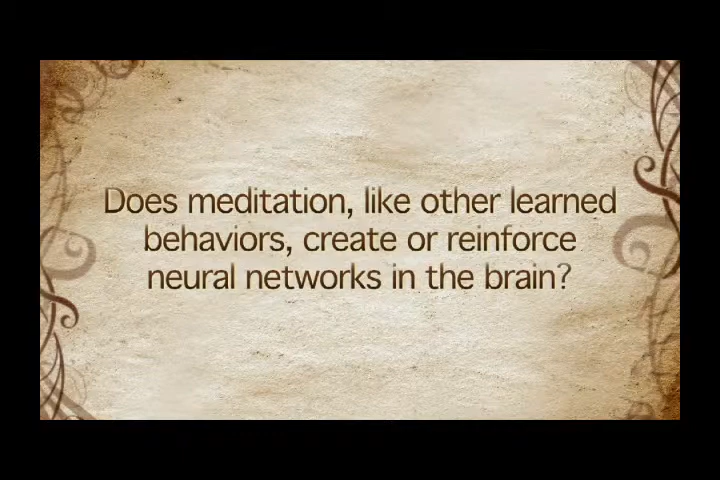 Does meditation, like other learned
behaviors, create or reinforce
neural networks in the brain?